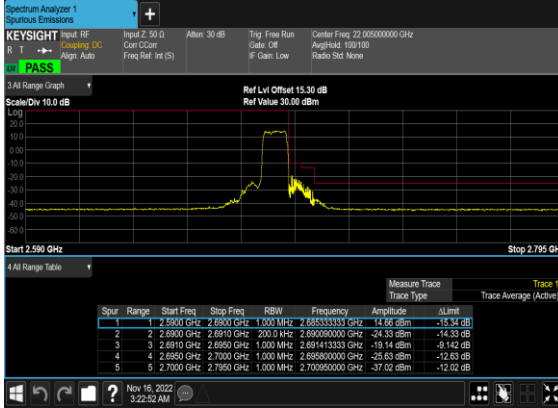 Spectrum Analyzer 1
Spurious Emissions
+
KEYSIGHT Input: RF Input Z: 50 Ω Atten: 30 dB Trig: Free Run Center Freq: 22.005000000 GHz
R T Coupling: DC Corr CCorr Gate: Off Avg|Hold: 100/100
Align: Auto Freq Ref: Int (S) IF Gain: Low Radio Std: None
LXI PASS
3 All Range Graph
Ref Lvl Offset 15.30 dB
Scale/Div 10.0 dB Ref Value 30.00 dBm
Log
20.0
10.0
0.00
-10.0
-20.0
-30.0
-40.0
-50.0
-60.0
Start 2.590 GHz Stop 2.795 GH
4 All Range Table
Measure Trace Trace 1
Trace Type Trace Average (Active)
Spur Range Start Freq Stop Freq RBW Frequency Amplitude ΔLimit
1 1 2.5900 GHz 2.6900 GHz 1.000 MHz 2.685333333 GHz 14.66 dBm -15.34 dB
2 2 2.6900 GHz 2.6910 GHz 200.0 kHz 2.690090000 GHz -24.33 dBm -14.33 dB
3 3 2.6910 GHz 2.6950 GHz 1.000 MHz 2.691413333 GHz -19.14 dBm -9.142 dB
4 4 2.6950 GHz 2.7000 GHz 1.000 MHz 2.695800000 GHz -25.63 dBm -12.63 dB
5 5 2.7000 GHz 2.7950 GHz 1.000 MHz 2.700950000 GHz -37.02 dBm -12.02 dB
? Nov 16, 2022
3:22:52 AM